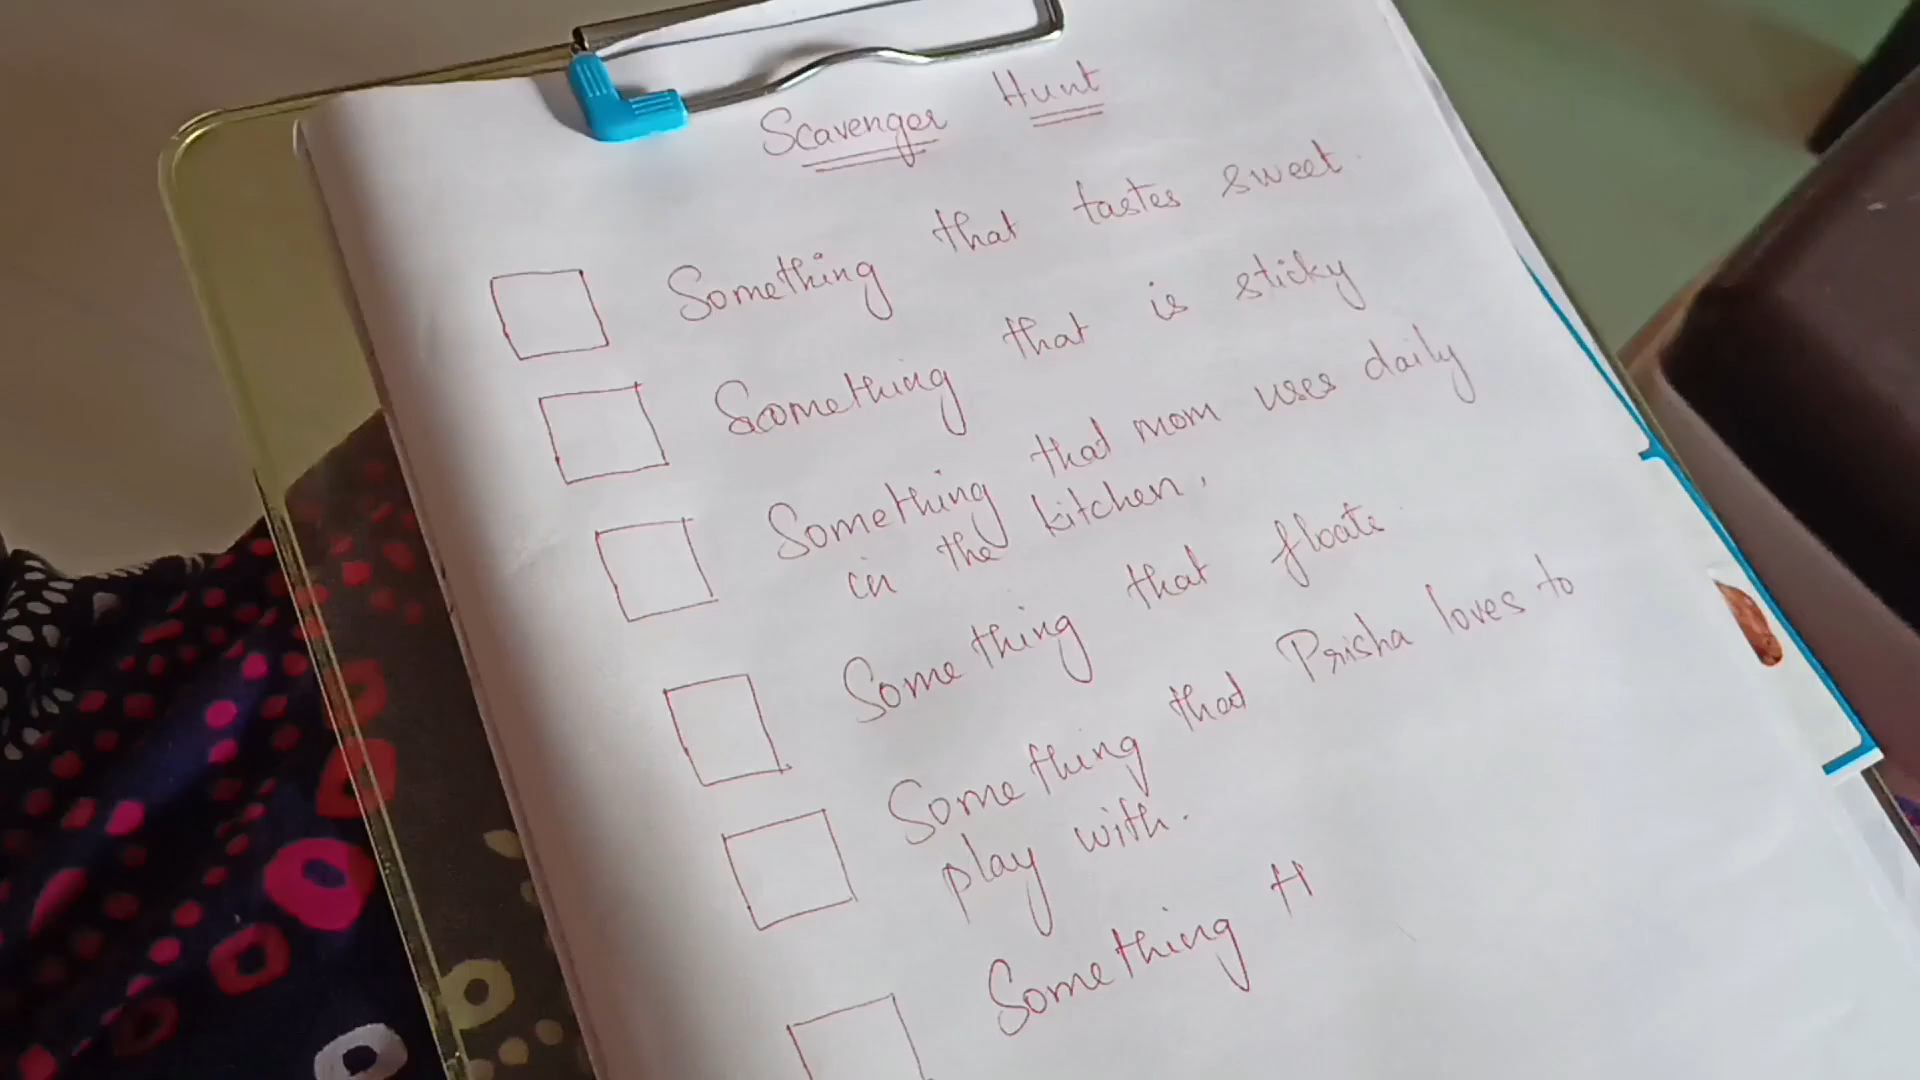 Scavenger Hunt
Something that tastes sweet.
Something that is sticky
Something that mom uses daily
in the kitchen.
Something that floats
Something that Prisha loves to
play with.
Something